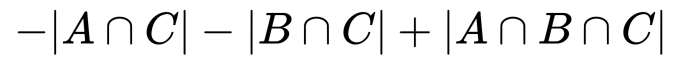 −|A ∩ C| − |B ∩ C| + |A ∩ B ∩ C|